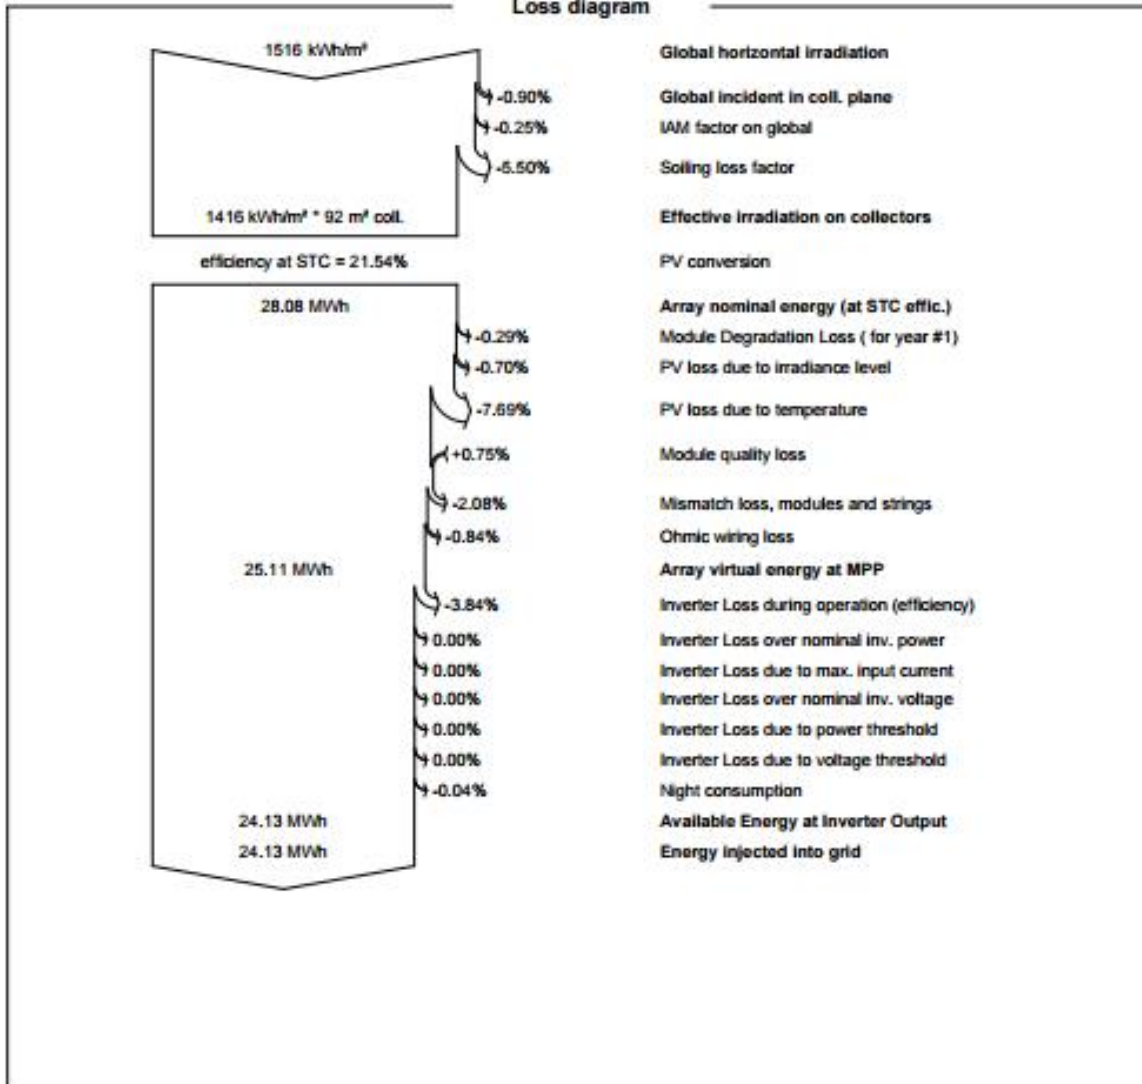 Loss diagram
1516 kWh/m² Global horizontal irradiation
-0.90% Global incident in coll. plane
-0.25% IAM factor on global
-5.50% Soiling loss factor
1416 kWh/m² * 92 m² coll. Effective irradiation on collectors
efficiency at STC = 21.54% PV conversion
28.08 MWh Array nominal energy (at STC effic.)
-0.29% Module Degradation Loss ( for year #1)
-0.70% PV loss due to irradiance level
-7.69% PV loss due to temperature
+0.75% Module quality loss
-2.08% Mismatch loss, modules and strings
-0.84% Ohmic wiring loss
25.11 MWh Array virtual energy at MPP
-3.84% Inverter Loss during operation (efficiency)
0.00% Inverter Loss over nominal inv. power
0.00% Inverter Loss due to max. input current
0.00% Inverter Loss over nominal inv. voltage
0.00% Inverter Loss due to power threshold
0.00% Inverter Loss due to voltage threshold
-0.04% Night consumption
24.13 MWh Available Energy at Inverter Output
24.13 MWh Energy injected into grid